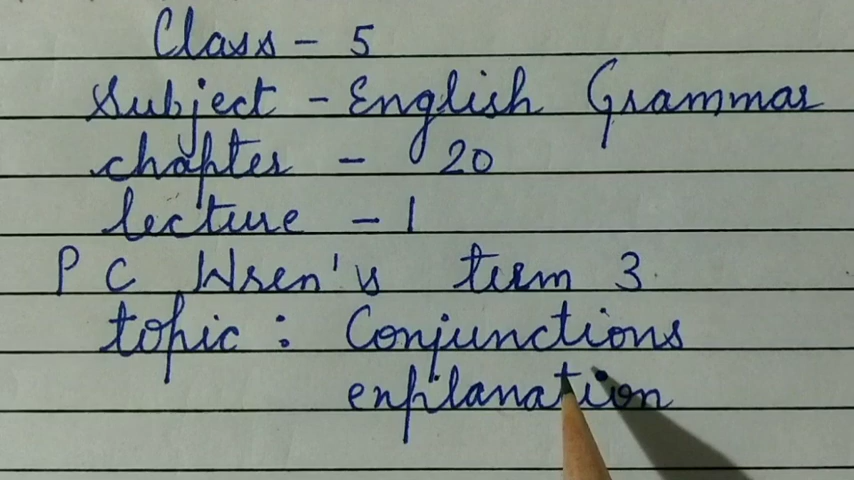 Class - 5
Subject - English Grammar
chapter - 20
lecture - 1
P C Wren's term 3
topic : Conjunctions
explanation